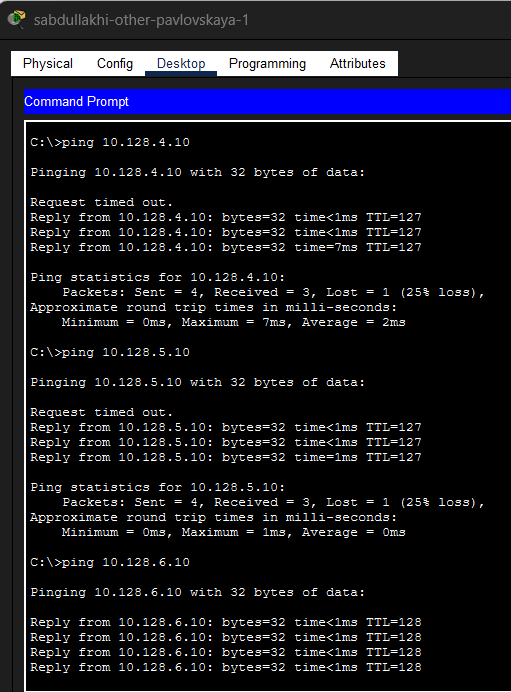 sabdullakhi-other-pavlovskaya-1
Physical Config Desktop Programming Attributes
Command Prompt
C:\>ping 10.128.4.10
Pinging 10.128.4.10 with 32 bytes of data:
Request timed out.
Reply from 10.128.4.10: bytes=32 time<1ms TTL=127
Reply from 10.128.4.10: bytes=32 time<1ms TTL=127
Reply from 10.128.4.10: bytes=32 time=7ms TTL=127
Ping statistics for 10.128.4.10:
Packets: Sent = 4, Received = 3, Lost = 1 (25% loss),
Approximate round trip times in milli-seconds:
Minimum = 0ms, Maximum = 7ms, Average = 2ms
C:\>ping 10.128.5.10
Pinging 10.128.5.10 with 32 bytes of data:
Request timed out.
Reply from 10.128.5.10: bytes=32 time<1ms TTL=127
Reply from 10.128.5.10: bytes=32 time<1ms TTL=127
Reply from 10.128.5.10: bytes=32 time=1ms TTL=127
Ping statistics for 10.128.5.10:
Packets: Sent = 4, Received = 3, Lost = 1 (25% loss),
Approximate round trip times in milli-seconds:
Minimum = 0ms, Maximum = 1ms, Average = 0ms
C:\>ping 10.128.6.10
Pinging 10.128.6.10 with 32 bytes of data:
Reply from 10.128.6.10: bytes=32 time<1ms TTL=128
Reply from 10.128.6.10: bytes=32 time<1ms TTL=128
Reply from 10.128.6.10: bytes=32 time<1ms TTL=128
Reply from 10.128.6.10: bytes=32 time<1ms TTL=128